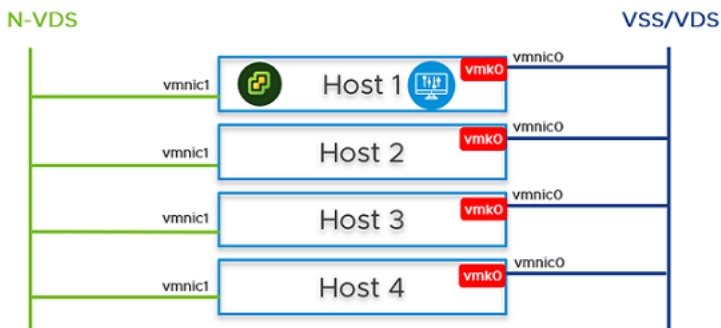 N-VDS
VSS/VDS
vmnic1
Host 1
vmk0
vmnic0
vmnic1
Host 2
vmk0
vmnic0
vmnic1
Host 3
vmk0
vmnic0
vmnic1
Host 4
vmk0
vmnic0